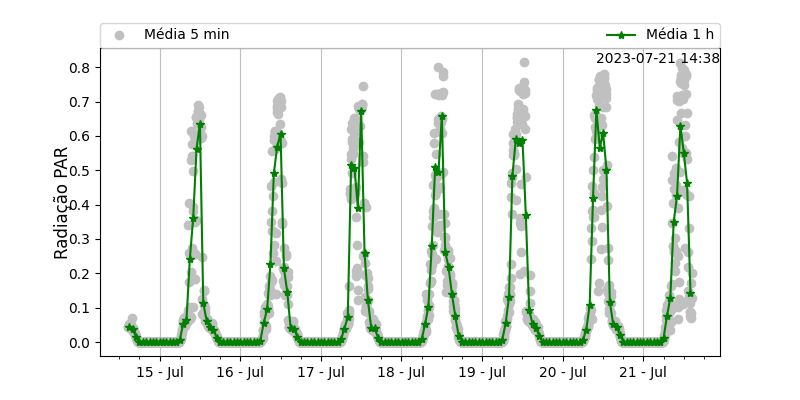 Média 5 min
Média 1 h
2023-07-21 14:38
Radiação PAR
0.8
0.7
0.6
0.5
0.4
0.3
0.2
0.1
0.0
15 - Jul
16 - Jul
17 - Jul
18 - Jul
19 - Jul
20 - Jul
21 - Jul